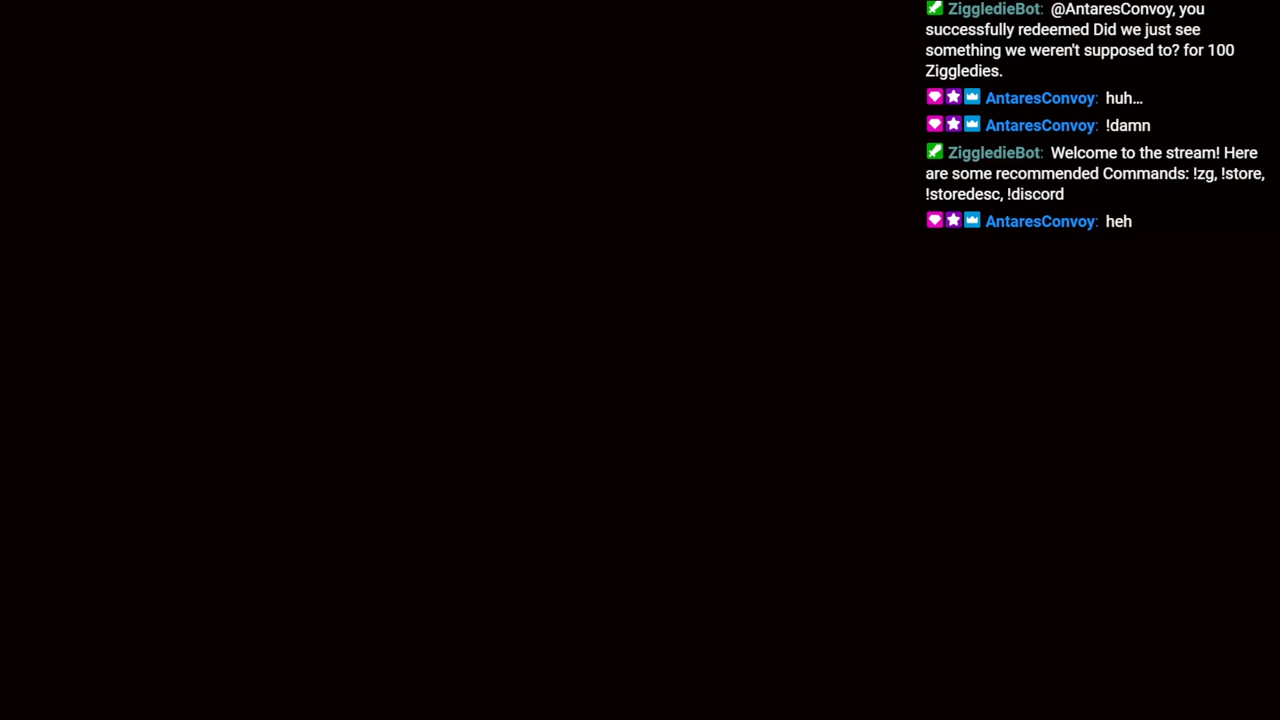 ZiggledieBot: @AntaresConvoy, you
successfully redeemed Did we just see
something we weren't supposed to? for 100
Ziggledies.
AntaresConvoy: huh...
AntaresConvoy: !damn
ZiggledieBot: Welcome to the stream! Here
are some recommended Commands: !zg, !store,
!storedesc, !discord
AntaresConvoy: heh